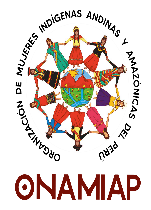 ORGANIZACIÓN DE MUJERES INDÍGENAS ANDINAS Y AMAZÓNICAS DEL PERÚ
ONAMIAP